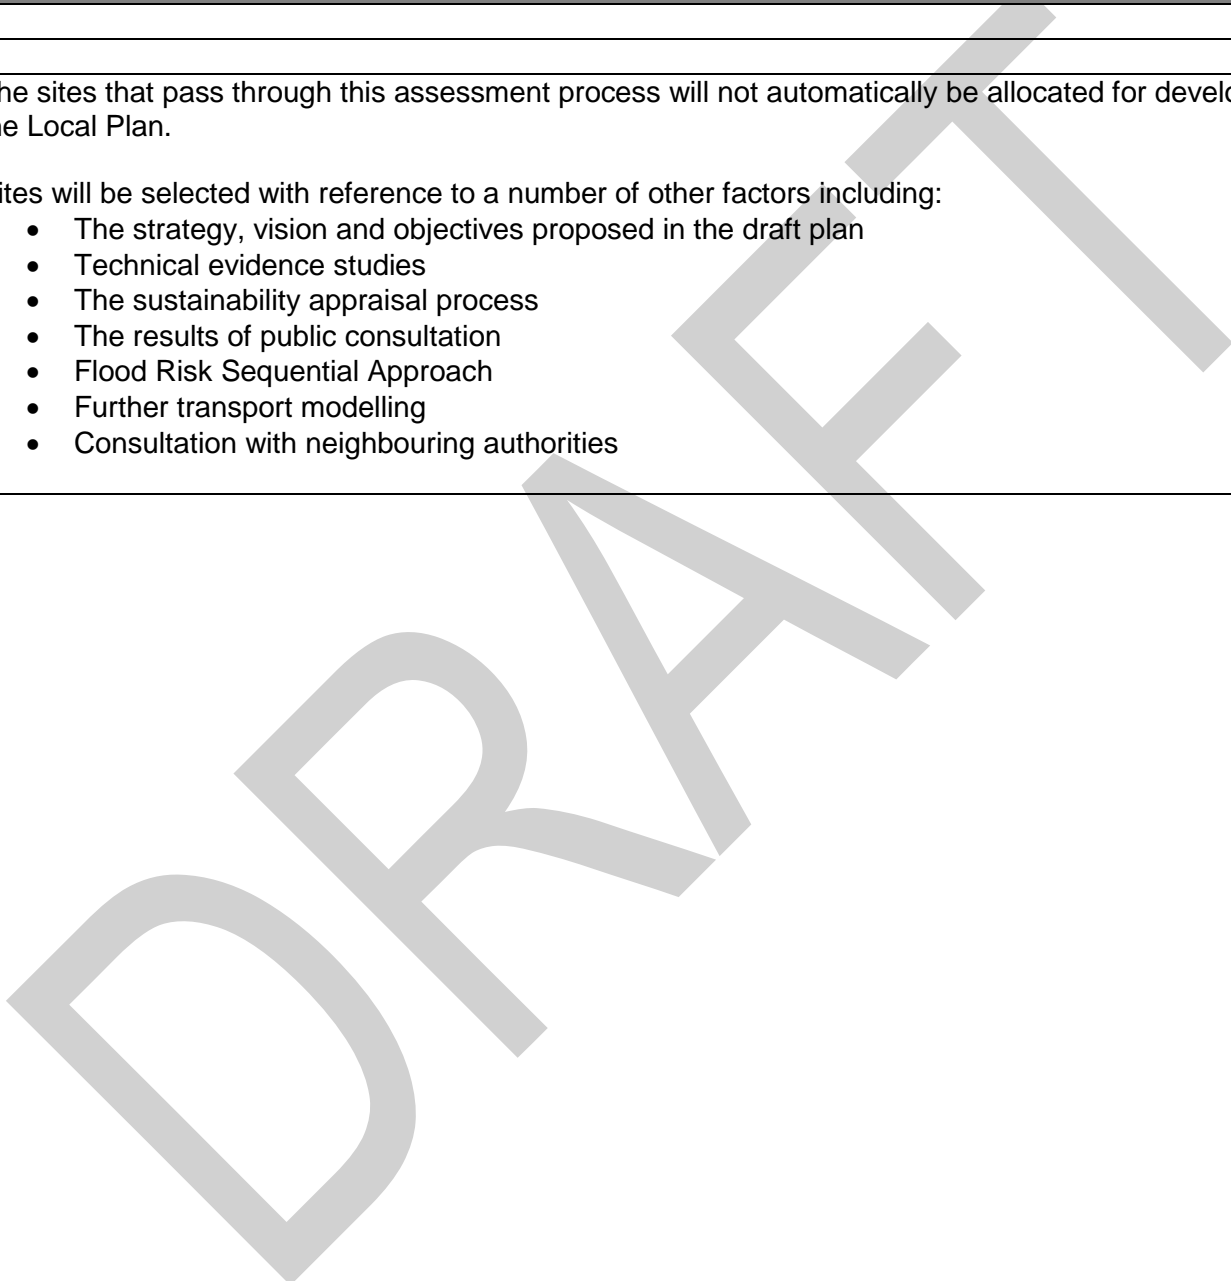 he sites that pass through this assessment process will not automatically be allocated for develo
ne Local Plan.
ites will be selected with reference to a number of other factors including:
• The strategy, vision and objectives proposed in the draft plan
• Technical evidence studies
• The sustainability appraisal process
• The results of public consultation
• Flood Risk Sequential Approach
• Further transport modelling
• Consultation with neighbouring authorities
DRAFT